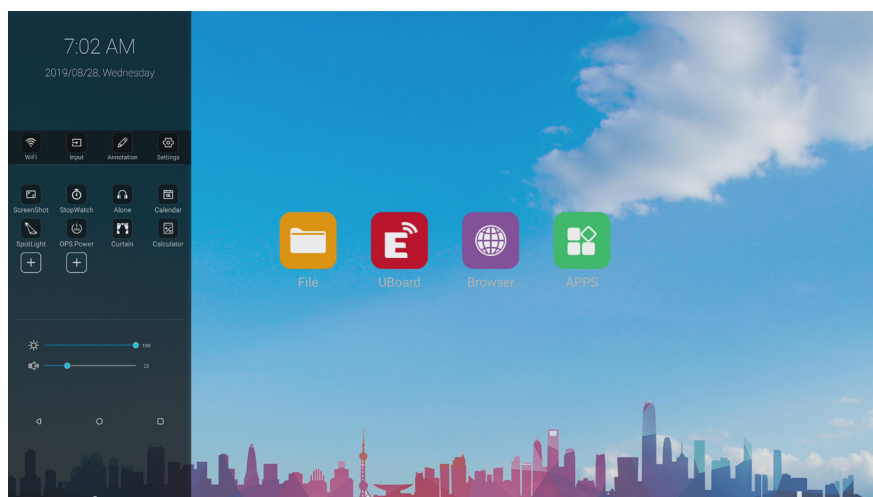 7:02 AM
2019/08/28, Wednesday
WiFi Input Annotation Settings
ScreenShot StopWatch Alone Calendar
SpotLight OPS Power Curtain Calculator
100
25
File UBoard Browser APPS